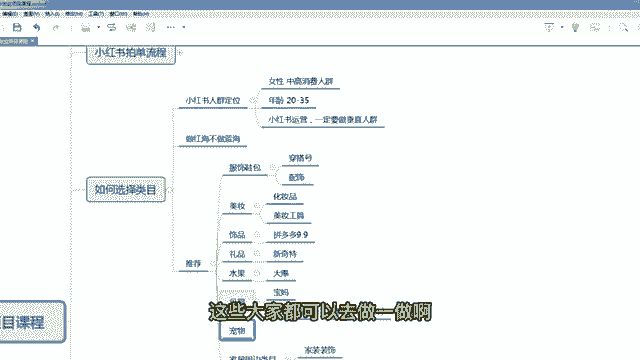 小红书拍单流程
小红书人群定位
女性 中高消费人群
年龄 20-35
小红书运营，一定要做垂直人群
做红海不做蓝海
如何选择类目
推荐
服饰鞋包
穿搭号
配饰
美妆
化妆品
美妆工具
饰品
拼多多9.9
礼品
新奇特
水果
大爆
宝妈
宠物
家装装饰
项目课程
这些大家都可以去做一做啊